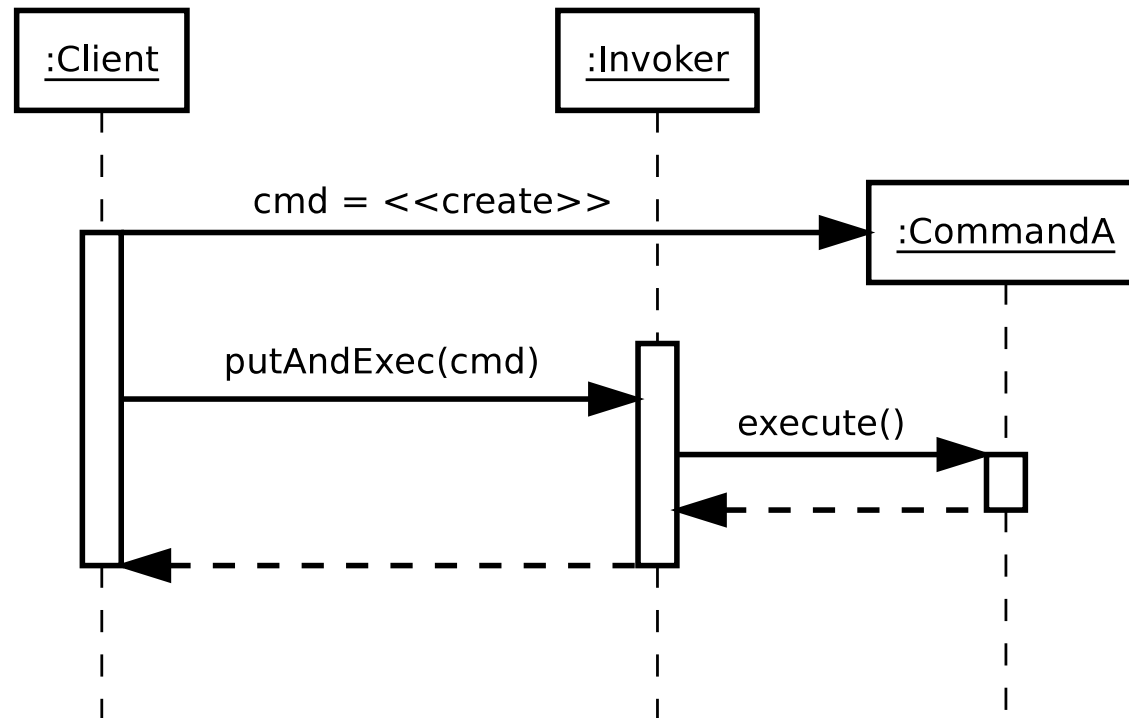 :Client
:Invoker
cmd = <<create>>
:CommandA
putAndExec(cmd)
execute()